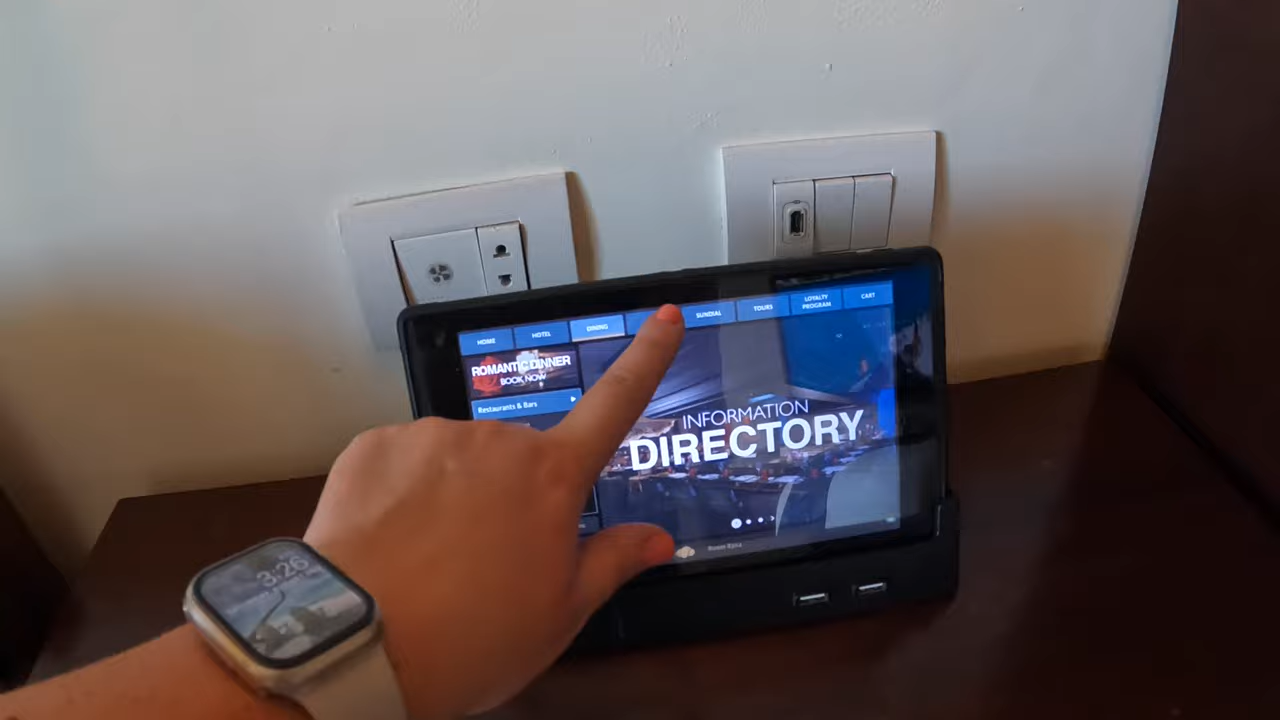 HOME
HOTEL
DINING
SUNDIAL
TOURS
LOYALTY
PROGRAM
CART
ROMANTIC DINNER
BOOK NOW
Restaurants & Bars
INFORMATION
DIRECTORY
3:26